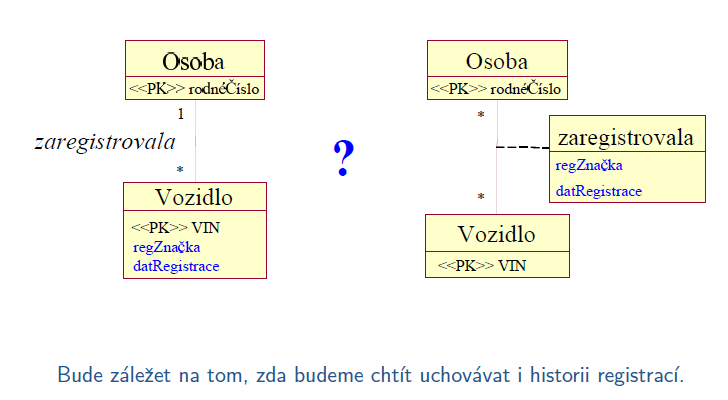 Osoba
<<PK>> rodnéČíslo
1
zaregistrovala
*
Vozidlo
<<PK>> VIN
regZnačka
datRegistrace
?
Osoba
<<PK>> rodnéČíslo
*
zaregistrovala
regZnačka
datRegistrace
*
Vozidlo
<<PK>> VIN
Bude záležet na tom, zda budeme chtít uchovávat i historii registrací.